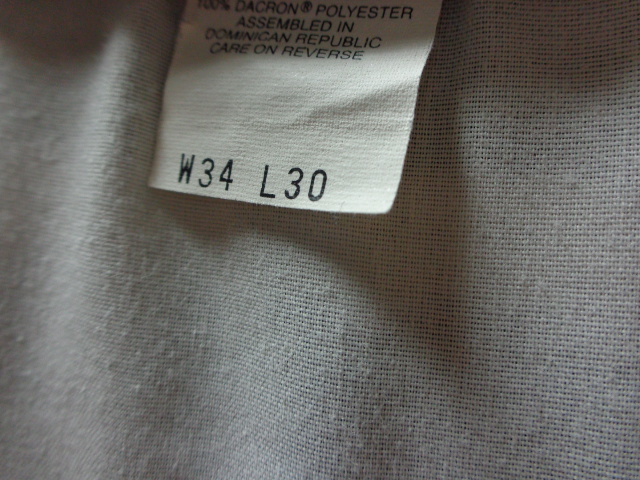 100% DACRON® POLYESTER
ASSEMBLED IN
DOMINICAN REPUBLIC
CARE ON REVERSE
W34 L30